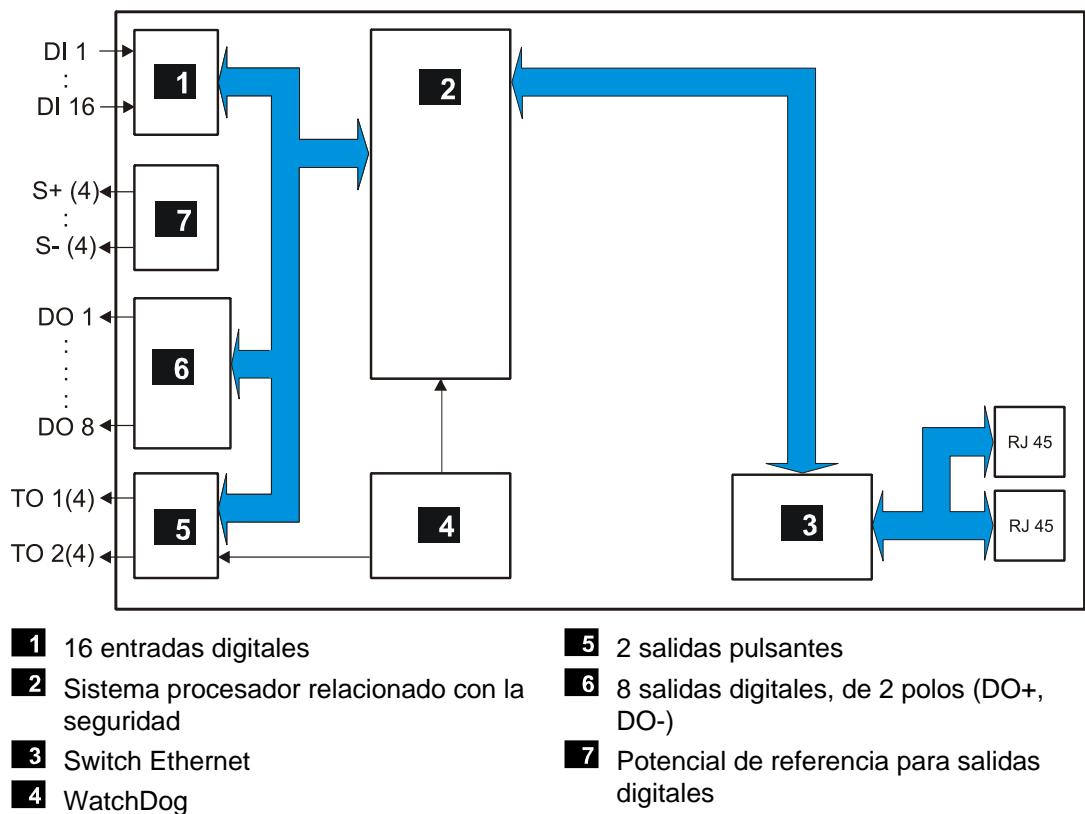 DI 1
DI 16
1
2
S+ (4)
S- (4)
7
DO 1
DO 8
6
TO 1(4)
TO 2(4)
5
4
3
RJ 45
RJ 45
1 16 entradas digitales
2 Sistema procesador relacionado con la
seguridad
3 Switch Ethernet
4 WatchDog
5 2 salidas pulsantes
6 8 salidas digitales, de 2 polos (DO+,
DO-)
7 Potencial de referencia para salidas
digitales